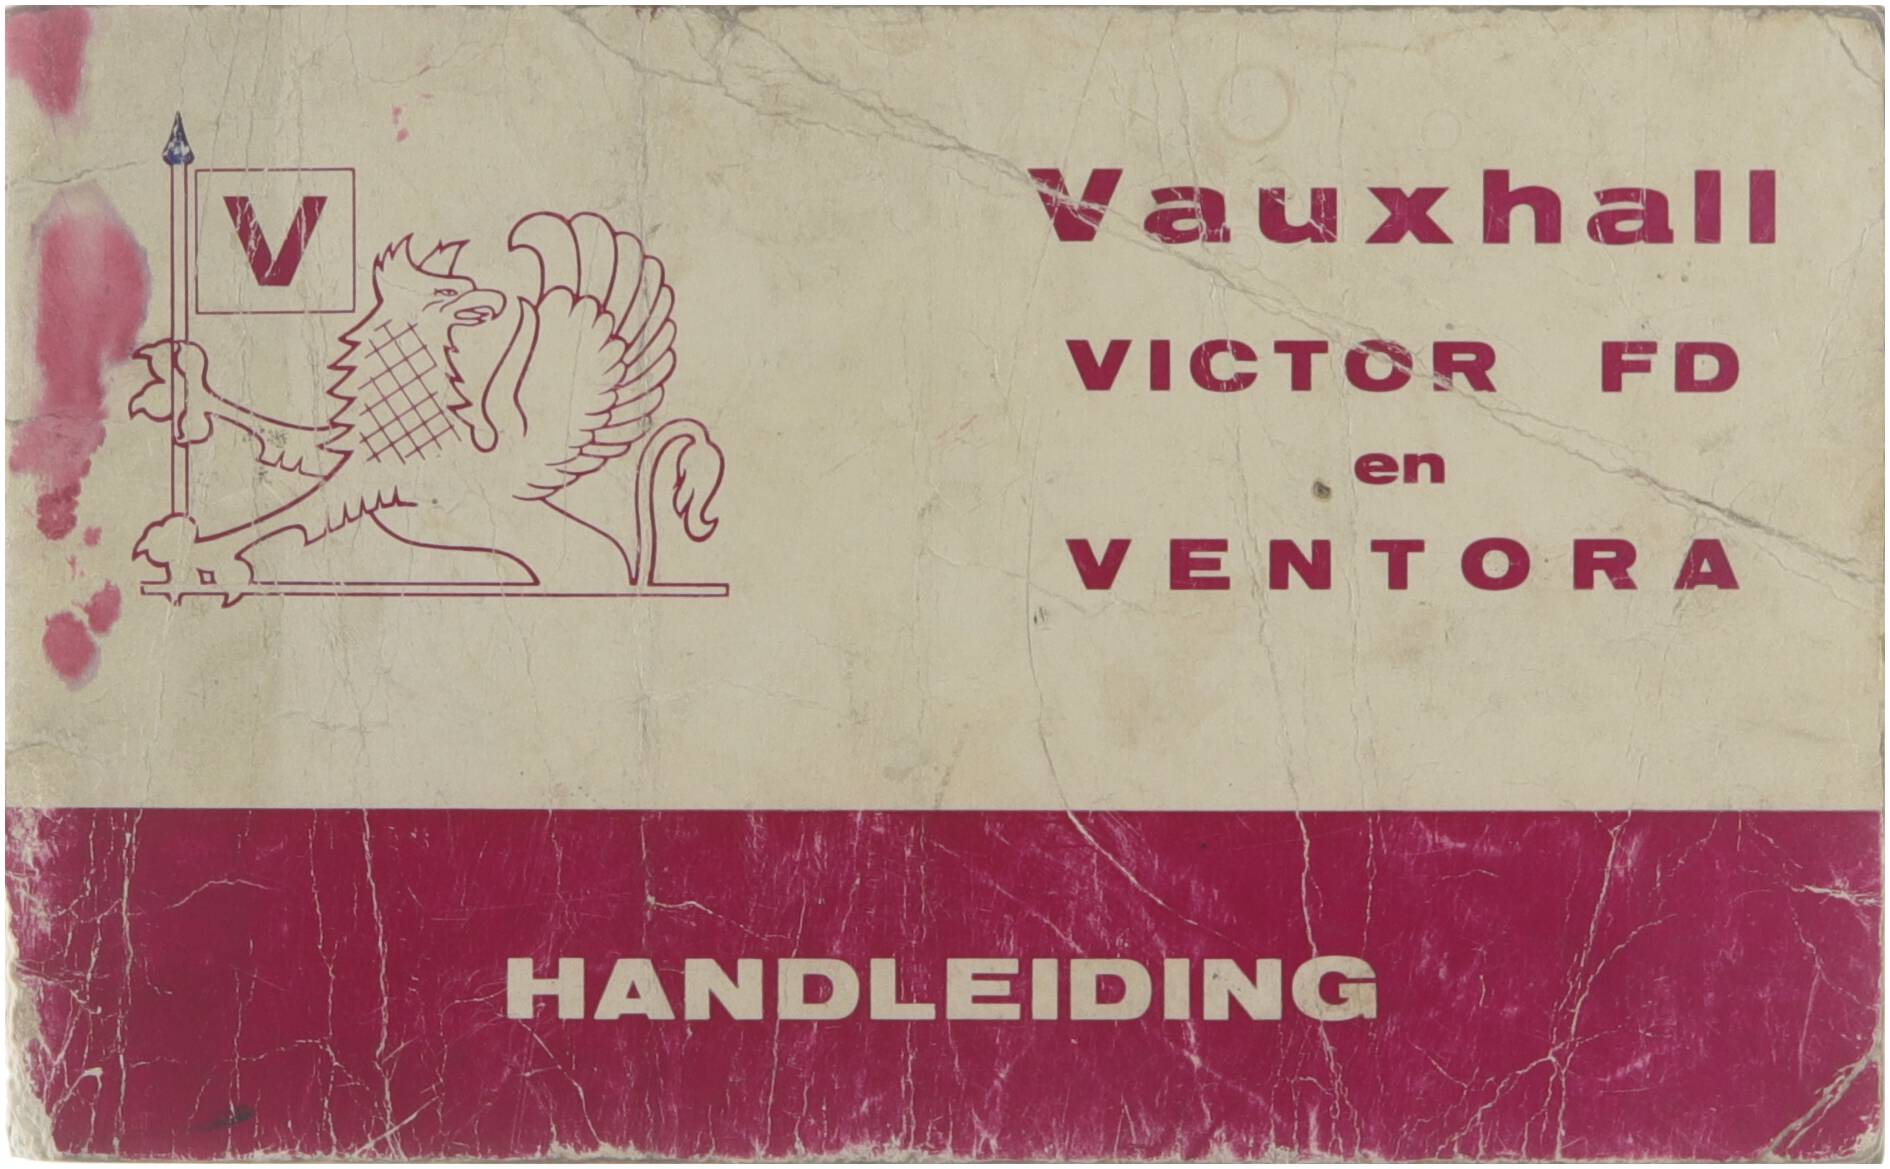 V
Vauxhall
VICTOR FD
en
VENTORA
HANDLEIDING